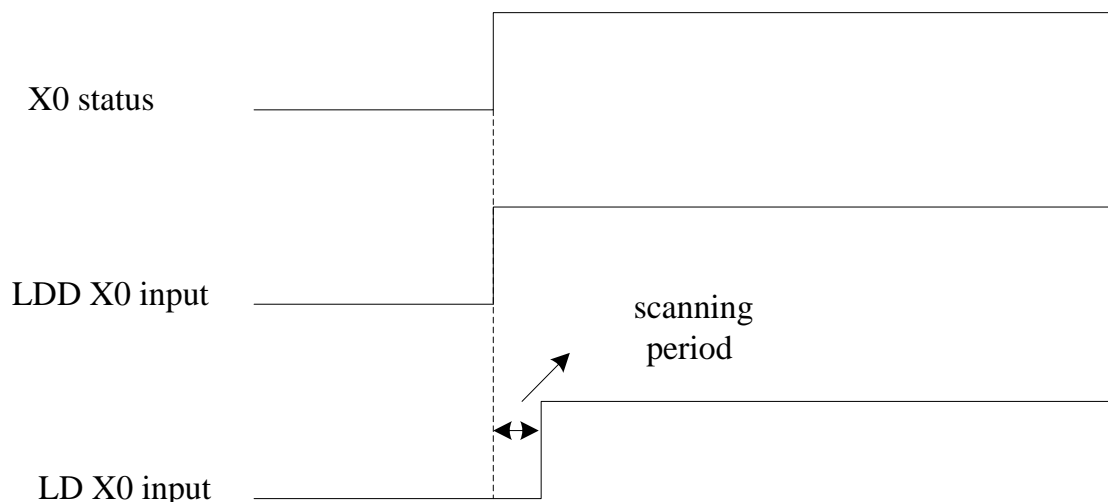 X0 status
LDD X0 input
scanning
period
LD X0 input